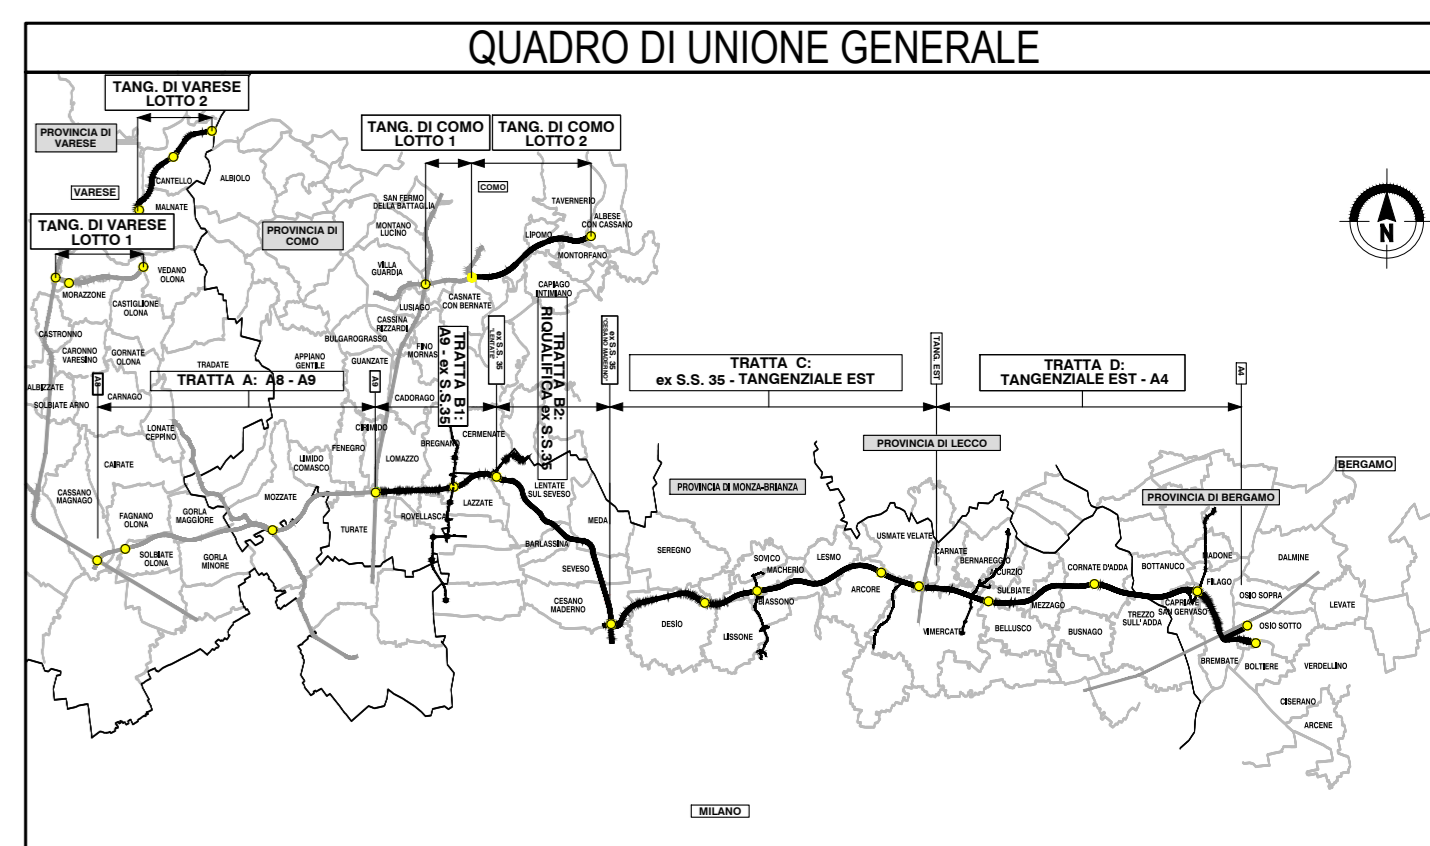 QUADRO DI UNIONE GENERALE
TANG. DI VARESE
LOTTO 2
PROVINCIA DI
VARESE
TANG. DI COMO
LOTTO 1
TANG. DI COMO
LOTTO 2
CANTELLO
ALBIOLO
VARESE
MALNATE
COMO
SAN FERMO
DELLA BATTAGLIA
TAVERNERIO
ALBESE
CON CASSANO
TANG. DI VARESE
LOTTO 1
PROVINCIA DI
COMO
MONTANO
LUCINO
LIPOMO
MONTORFANO
N
VEDANO
OLONA
VILLA
GUARDIA
MORAZZONE
CASTIGLIONE
OLONA
LUSIAGO
CASNATE
CON BERNATE
CAPIAGO
INTIMIANO
CASSINA
RIZZARDI
CASTRONNO
BULGAROGRASSO
CARONNO
VARESINO
GORNATE
OLONA
TRADATE
APPIANO
GENTILE
GUANZATE
FINO
MORNAS
TRATTA B1:
A9 - ex S.S.35
ex S.S. 35
"LENTATE"
TRATTA B2:
RIQUALIFICA ex S.S.35
ex S.S. 35
"CESANO MADERNO"
TANG. EST
A4
ALBIZZATE
SOLBIATE ARNO
A8
CARNAGO
TRATTA A: A8 - A9
A9
CADORAGO
TRATTA C:
ex S.S. 35 - TANGENZIALE EST
TRATTA D:
TANGENZIALE EST - A4
LONATE
CEPPINO
CIRIMIDO
FENEGRO
BREGNANO
CERMENATE
PROVINCIA DI LECCO
CAIRATE
LIMIDO
COMASCO
LOMAZZO
BERGAMO
CASSANO
MAGNAGO
MOZZATE
LENTATE
SUL SEVESO
PROVINCIA DI MONZA-BRIANZA
PROVINCIA DI BERGAMO
FAGNANO
OLONA
GORLA
MAGGIORE
TURATE
ROVELLASCA
LAZZATE
MEDA
SOLBIATE
OLONA
GORLA
MINORE
BARLASSINA
SEVESO
SEREGNO
SOVICO
MACHERIO
LESMO
USMATE VELATE
CARNATE
BERNAREGGIO
CORNATE D'ADDA
BOTTANUCO
MADONE
DALMINE
CESANO
MADERNO
BIASSONO
ARCORE
SULBIATE
MEZZAGO
FILAGO
OSIO SOPRA
LEVATE
DESIO
LISSONE
VIMERCATE
BELLUSCO
BUSNAGO
TREZZO
SULL'ADDA
CAPRIATE
SAN GERVASO
OSIO SOTTO
BREMBATE
BOLTIERE
VERDELLINO
CISERANO
ARCENE
MILANO